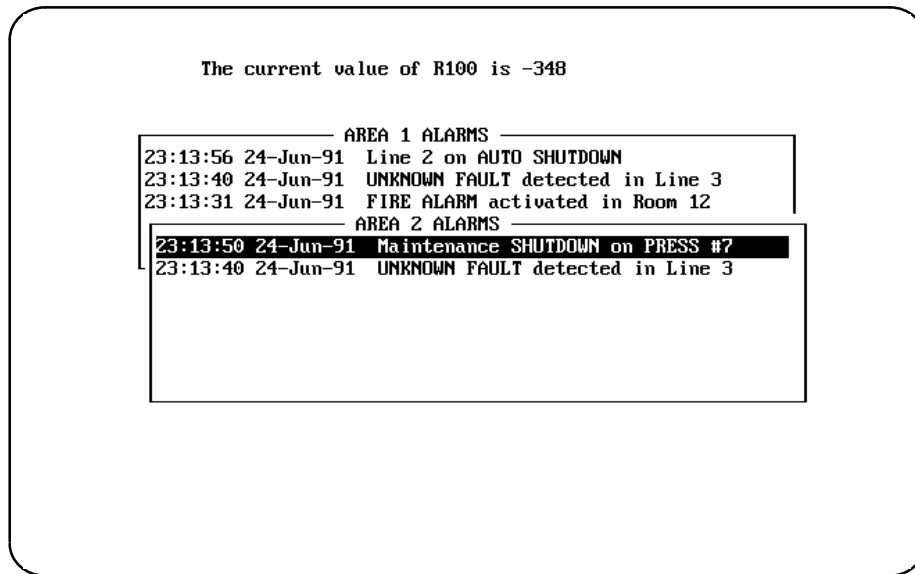 The current value of R100 is -348
AREA 1 ALARMS
23:13:56 24-Jun-91 Line 2 on AUTO SHUTDOWN
23:13:40 24-Jun-91 UNKNOWN FAULT detected in Line 3
23:13:31 24-Jun-91 FIRE ALARM activated in Room 12
AREA 2 ALARMS
23:13:50 24-Jun-91 Maintenance SHUTDOWN on PRESS #7
23:13:40 24-Jun-91 UNKNOWN FAULT detected in Line 3